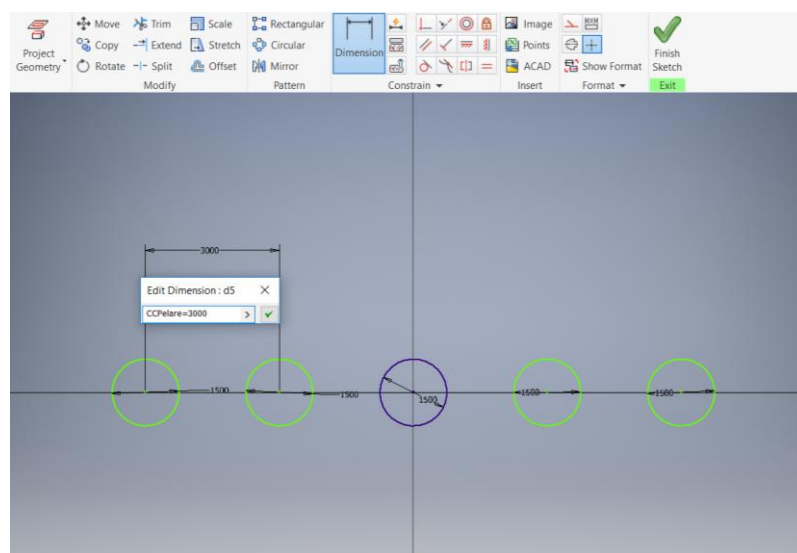 Move Trim Scale Rectangular Image
Project Geometry Copy Extend Stretch Circular Dimension Points Finish Sketch
Rotate Split Offset Mirror ACAD Show Format
Modify Pattern Constrain Insert Format Exit
3000
Edit Dimension : d5
CCPelare=3000
1500 1500 1500 1500 1500